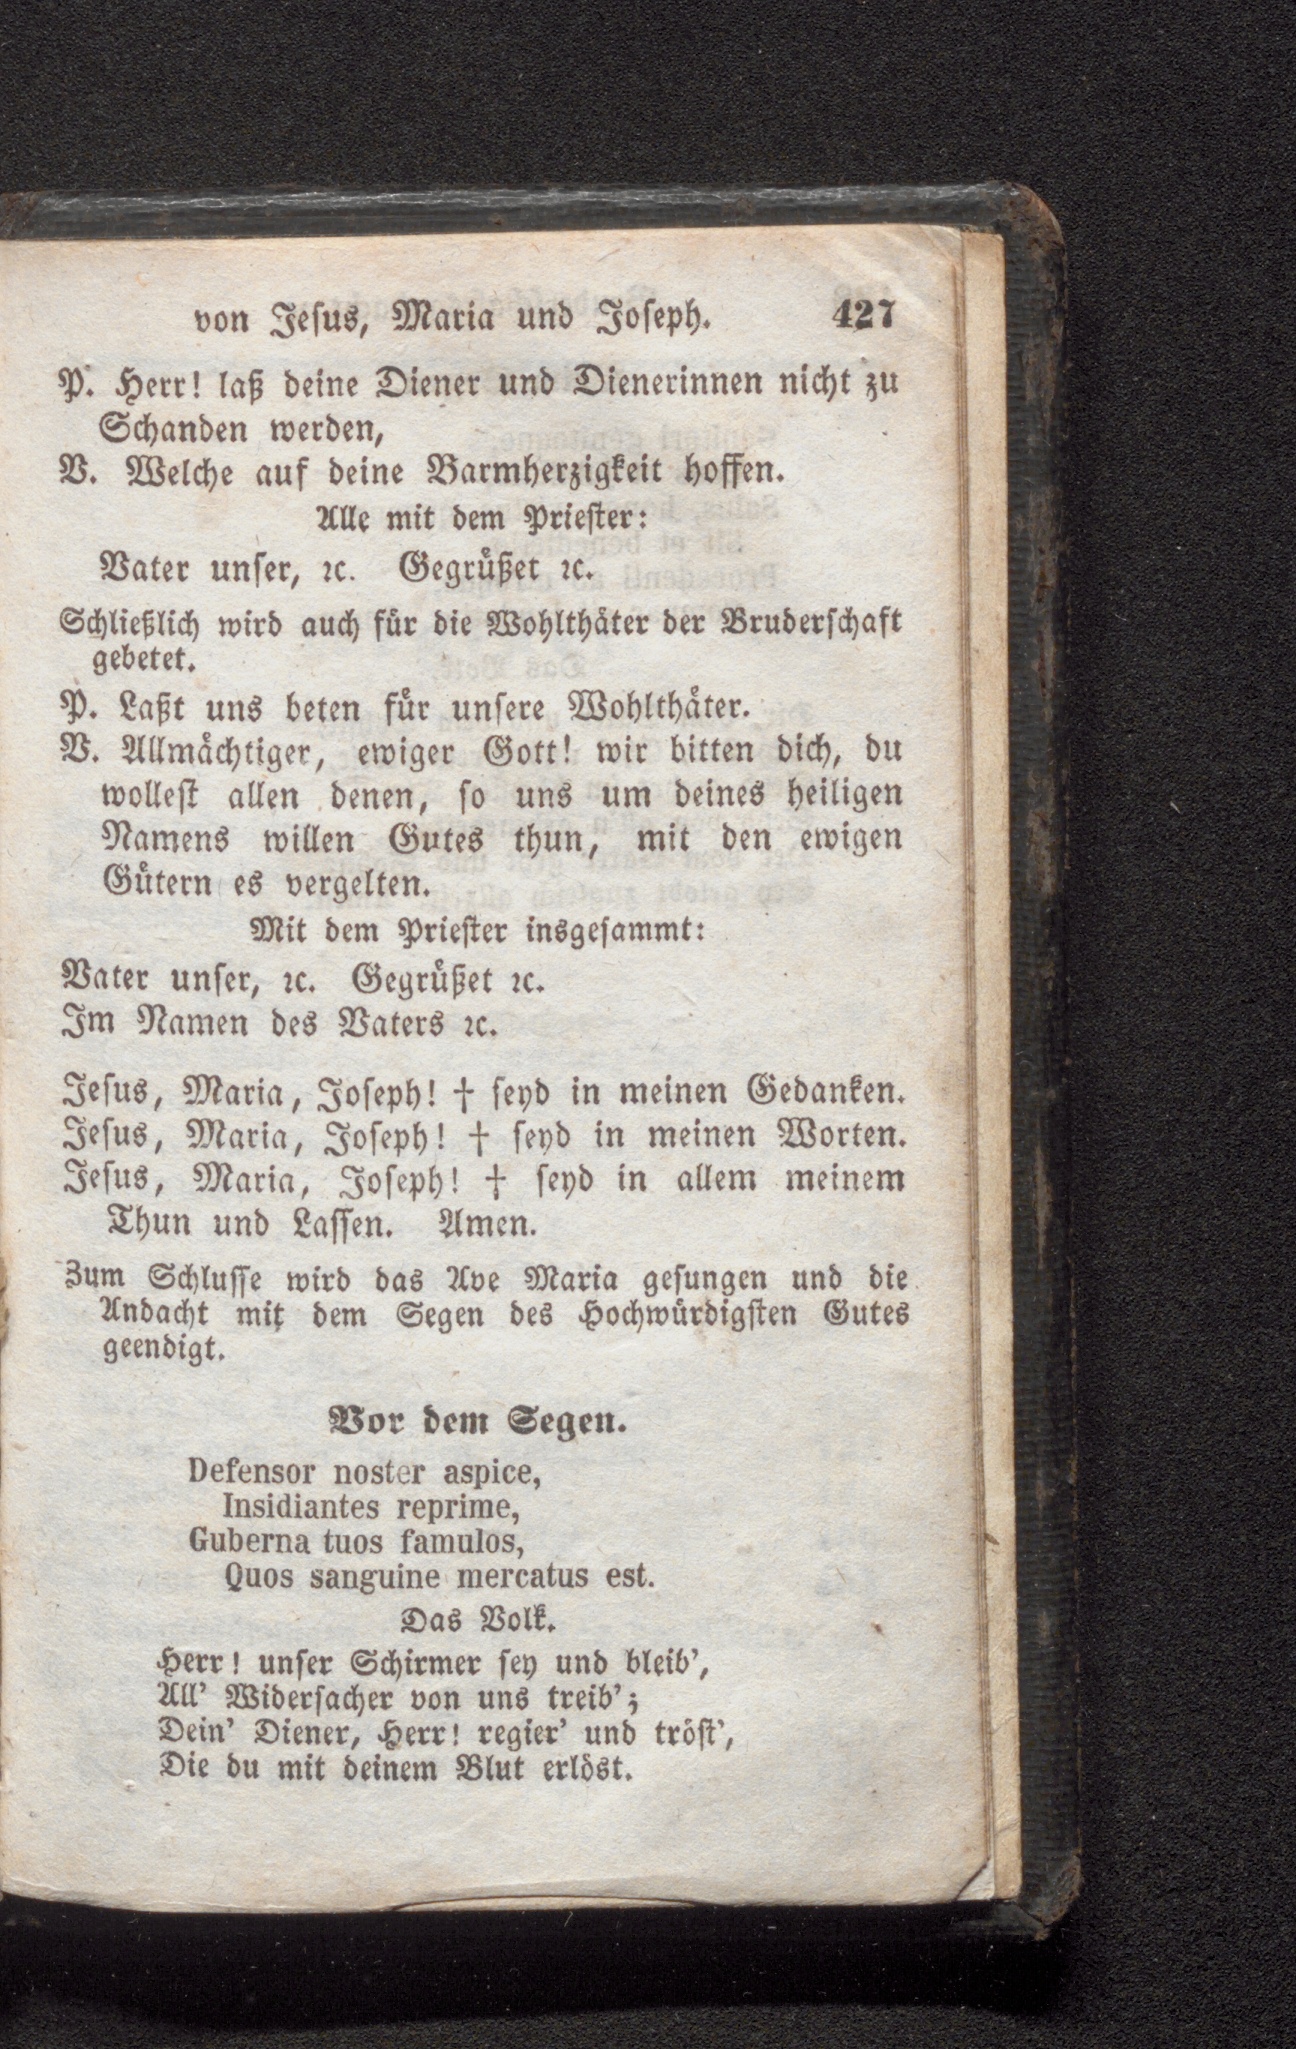 von Jesus, Maria und Joseph. 427
P. Herr! laß deine Diener und Dienerinnen nicht zu
Schanden werden,
V. Welche auf deine Barmherzigkeit hoffen.
Alle mit dem Priester:
Vater unser, ꝛc. Gegrüßet ꝛc.
Schließlich wird auch für die Wohlthäter der Bruderschaft
gebetet.
P. Laßt uns beten für unsere Wohlthäter.
V. Allmächtiger, ewiger Gott! wir bitten dich, du
wollest allen denen, so uns um deines heiligen
Namens willen Gutes thun, mit den ewigen
Gütern es vergelten.
Mit dem Priester insgesammt:
Vater unser, ꝛc. Gegrüßet ꝛc.
Im Namen des Vaters ꝛc.
Jesus, Maria, Joseph! † seyd in meinen Gedanken.
Jesus, Maria, Joseph! † seyd in meinen Worten.
Jesus, Maria, Joseph! † seyd in allem meinem
Thun und Lassen. Amen.
Zum Schlusse wird das Ave Maria gesungen und die
Andacht mit dem Segen des Hochwürdigsten Gutes
geendigt.
Vor dem Segen.
Defensor noster aspice,
Insidiantes reprime,
Guberna tuos famulos,
Quos sanguine mercatus est.
Das Volk.
Herr! unser Schirmer sey und bleib',
All' Widersacher von uns treib';
Dein' Diener, Herr! regier' und tröst',
Die du mit deinem Blut erlöst.